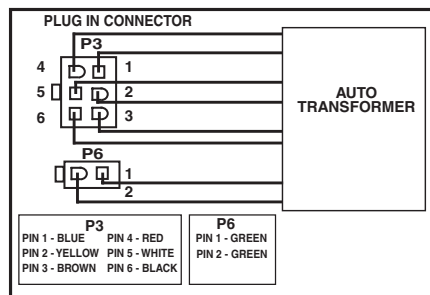 PLUG IN CONNECTOR
P3
4 1
5 2
6 3
AUTO
TRANSFORMER
P6
1
2
P3
PIN 1 - BLUE PIN 4 - RED
PIN 2 - YELLOW PIN 5 - WHITE
PIN 3 - BROWN PIN 6 - BLACK
P6
PIN 1 - GREEN
PIN 2 - GREEN